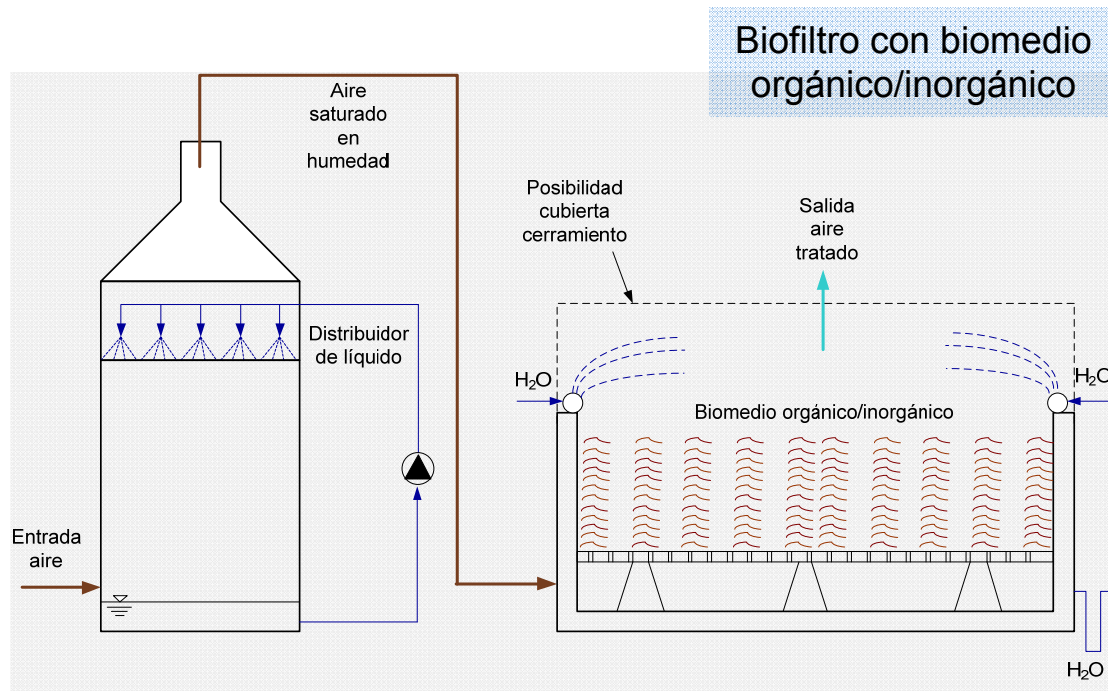 Biofiltro con biomedio
orgánico/inorgánico
Aire
saturado
en
humedad
Posibilidad
cubierta
cerramiento
Salida
aire
tratado
Distribuidor
de líquido
H₂O
H₂O
Biomedio orgánico/inorgánico
Entrada
aire
H₂O